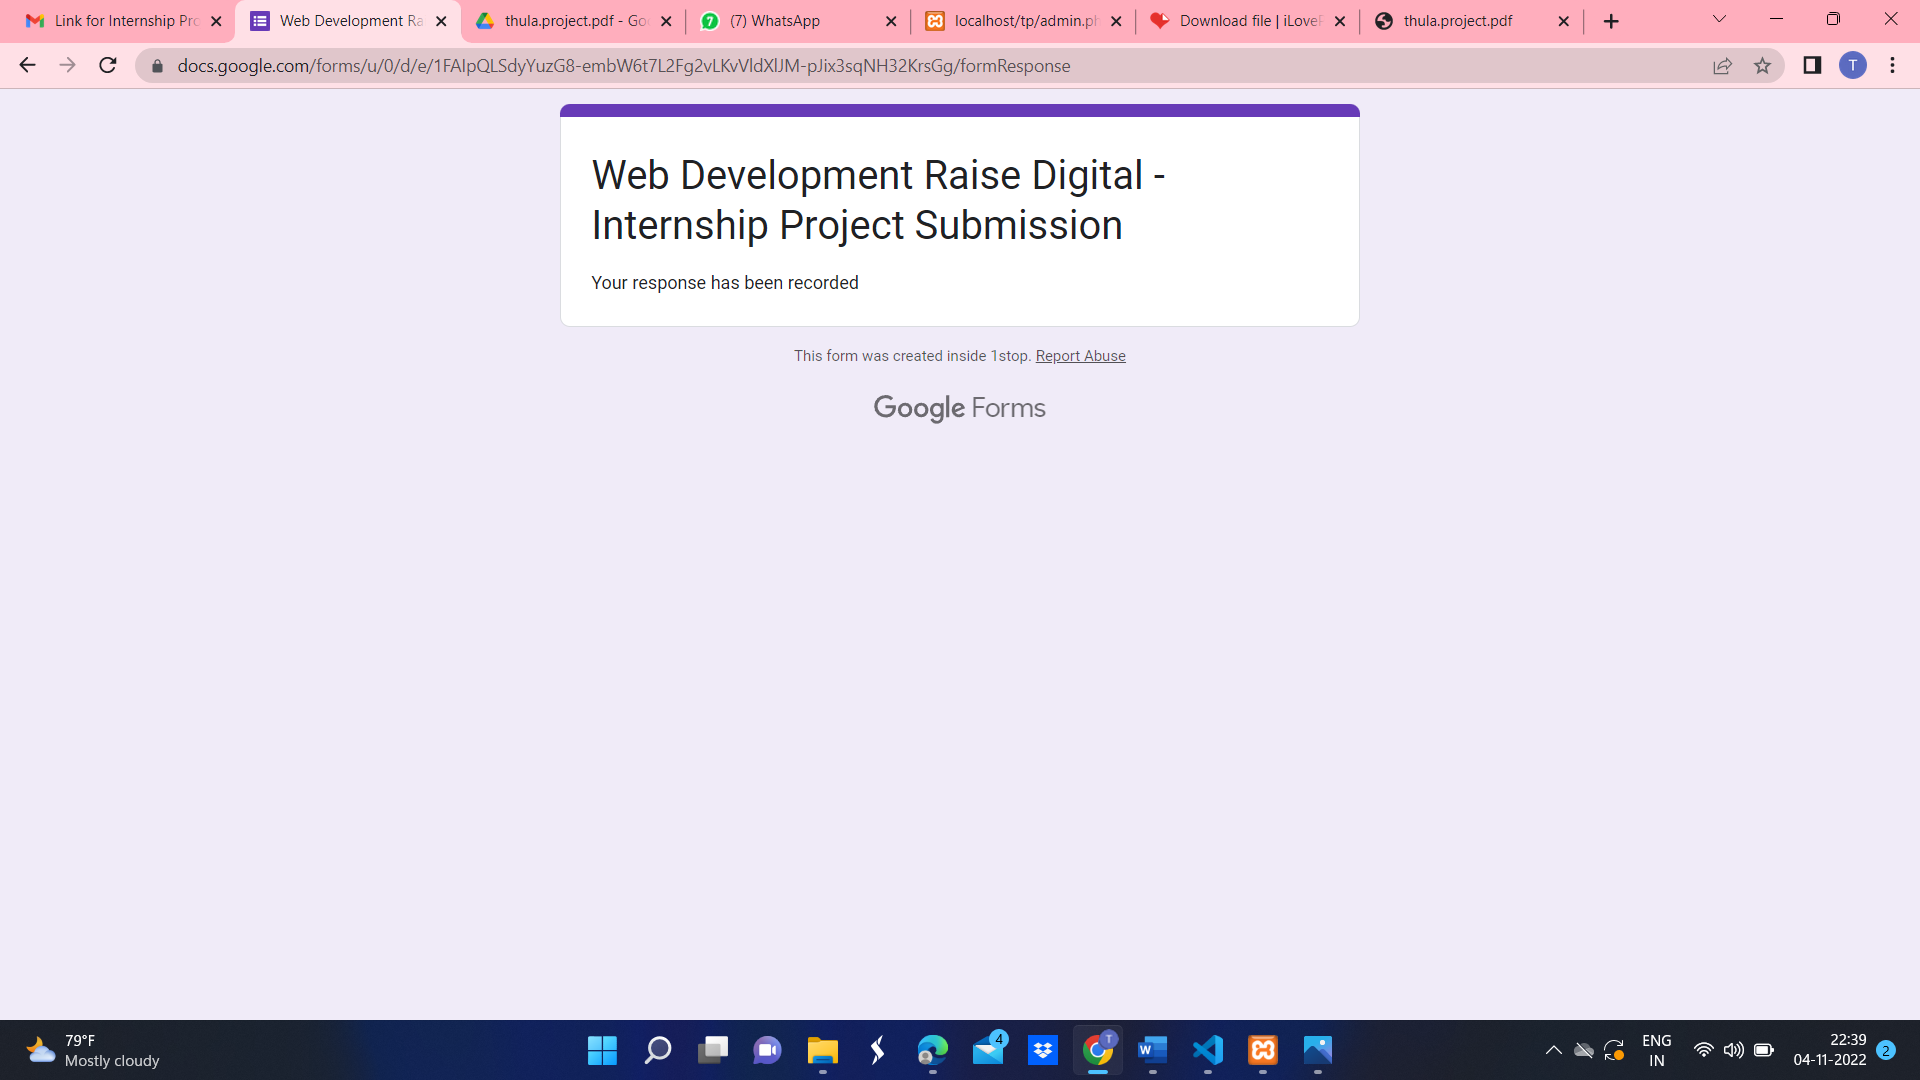 Link for Internship Pro
Web Development Ra
thula.project.pdf - Goo
(7) WhatsApp
localhost/tp/admin.ph
Download file | iLoveP
thula.project.pdf
docs.google.com/forms/u/0/d/e/1FAIpQLSdyYuzG8-embW6t7L2Fg2vLKvVldXlJM-pJix3sqNH32KrsGg/formResponse
T
Web Development Raise Digital -
Internship Project Submission
Your response has been recorded
This form was created inside 1stop. Report Abuse
Google Forms
79°F
Mostly cloudy
4
T
ENG
IN
22:39
04-11-2022
2